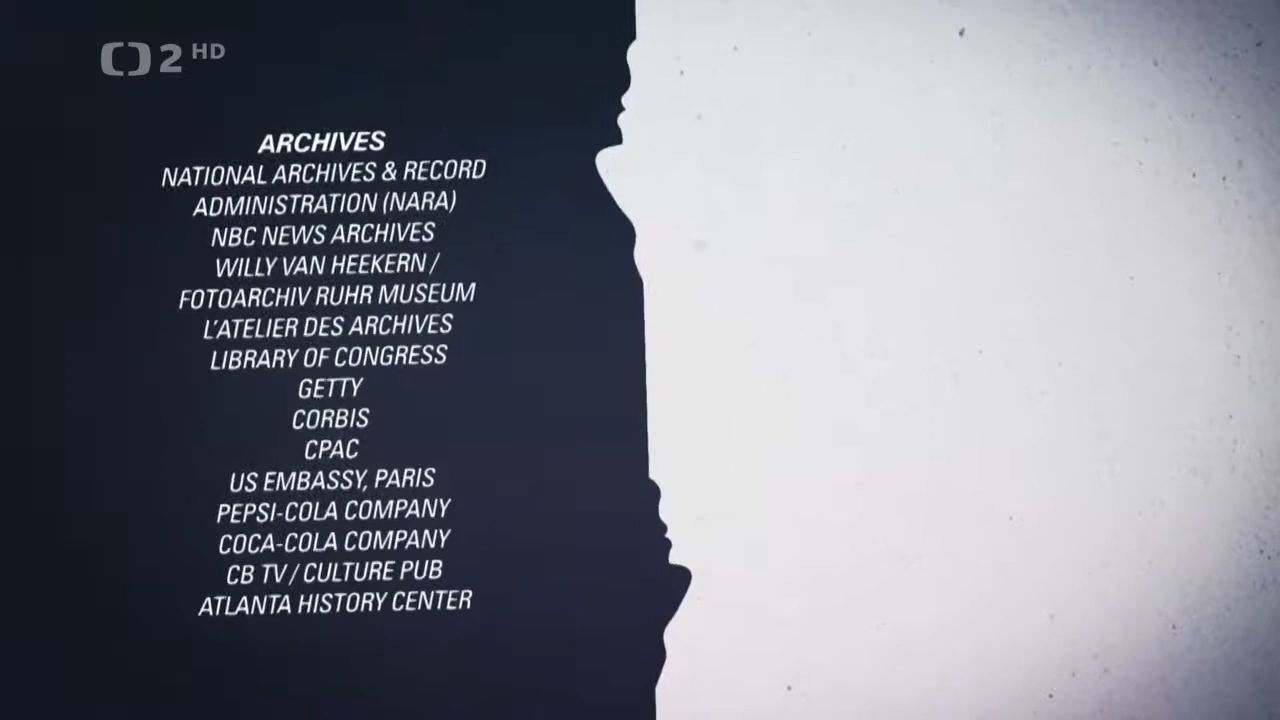 2 HD
ARCHIVES
NATIONAL ARCHIVES & RECORD
ADMINISTRATION (NARA)
NBC NEWS ARCHIVES
WILLY VAN HEEKERN /
FOTOARCHIV RUHR MUSEUM
L'ATELIER DES ARCHIVES
LIBRARY OF CONGRESS
GETTY
CORBIS
CPAC
US EMBASSY, PARIS
PEPSI-COLA COMPANY
COCA-COLA COMPANY
CB TV / CULTURE PUB
ATLANTA HISTORY CENTER